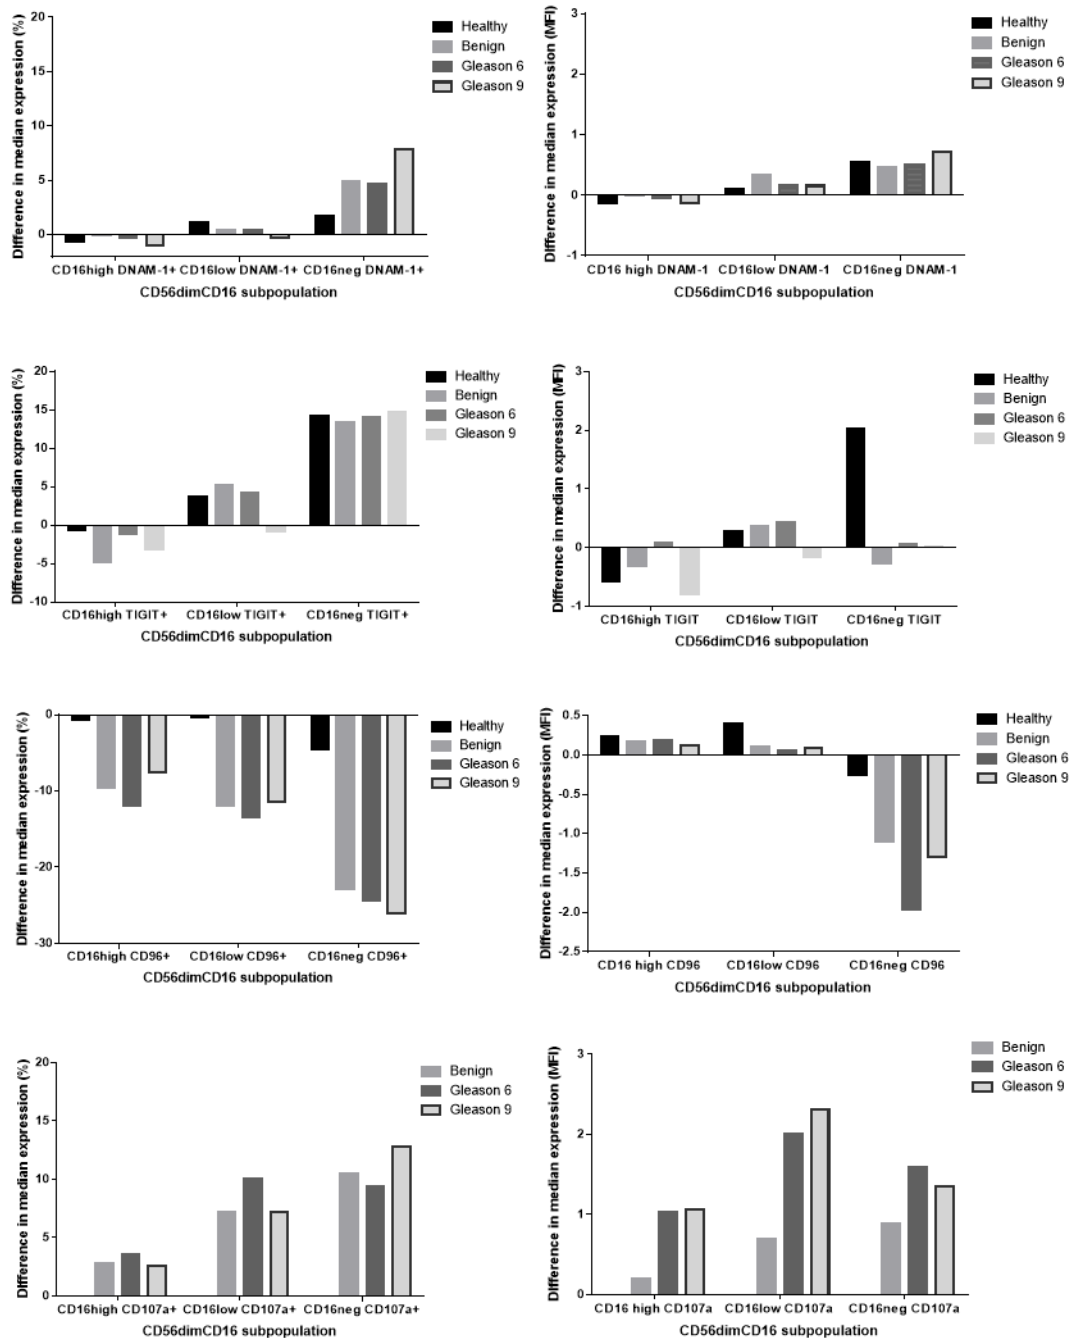 Difference in median expression (%)
20
15
10
5
0
Healthy
Benign
Gleason 6
Gleason 9
CD16high DNAM-1+ CD16low DNAM-1+ CD16neg DNAM-1+
CD56dimCD16 subpopulation
Difference in median expression (MFI)
3
2
1
0
-1
Healthy
Benign
Gleason 6
Gleason 9
CD16 high DNAM-1 CD16low DNAM-1 CD16neg DNAM-1
CD56dimCD16 subpopulation
Difference in median expression (%)
20
15
10
5
0
-5
-10
Healthy
Benign
Gleason 6
Gleason 9
CD16high TIGIT+ CD16low TIGIT+ CD16neg TIGIT+
CD56dimCD16 subpopulation
Difference in median expression (MFI)
3
2
1
0
-1
Healthy
Benign
Gleason 6
Gleason 9
CD16high TIGIT CD16low TIGIT CD16neg TIGIT
CD56dimCD16 subpopulation
Difference in median expression (%)
0
-10
-20
-30
Healthy
Benign
Gleason 6
Gleason 9
CD16high CD96+ CD16low CD96+ CD16neg CD96+
CD56dimCD16 subpopulation
Difference in median expression (MFI)
0.5
0.0
-0.5
-1.0
-1.5
-2.0
-2.5
Healthy
Benign
Gleason 6
Gleason 9
CD16 high CD96 CD16low CD96 CD16neg CD96
CD56dimCD16 subpopulation
Difference in median expression (%)
20
15
10
5
0
Benign
Gleason 6
Gleason 9
CD16high CD107a+ CD16low CD107a+ CD16neg CD107a+
CD56dimCD16 subpopulation
Difference in median expression (MFI)
3
2
1
0
Benign
Gleason 6
Gleason 9
CD16 high CD107a CD16low CD107a CD16neg CD107a
CD56dimCD16 subpopulation